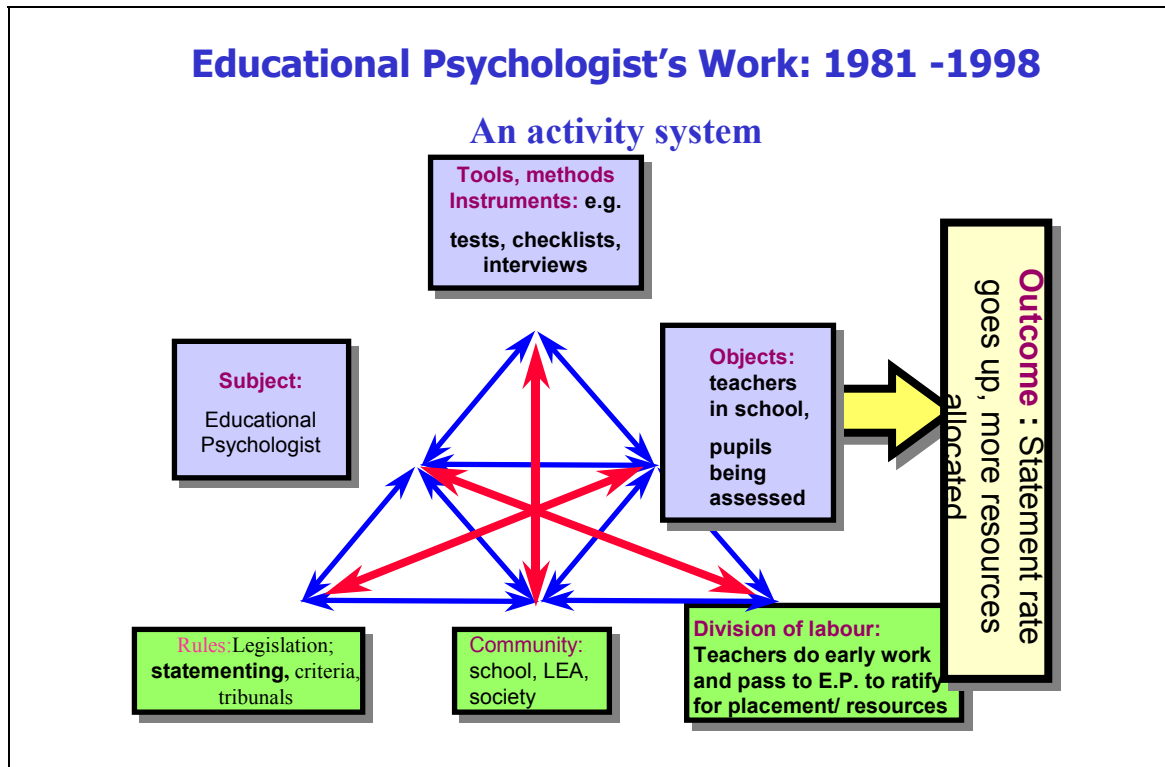 Educational Psychologist's Work: 1981 -1998
An activity system
Tools, methods
Instruments: e.g.
tests, checklists,
interviews
Subject:
Educational
Psychologist
Objects:
teachers
in school,
pupils
being
assessed
Outcome : Statement rate
goes up, more resources
allocated
Rules:Legislation;
statementing, criteria,
tribunals
Community:
school, LEA,
society
Division of labour:
Teachers do early work
and pass to E.P. to ratify
for placement/ resources